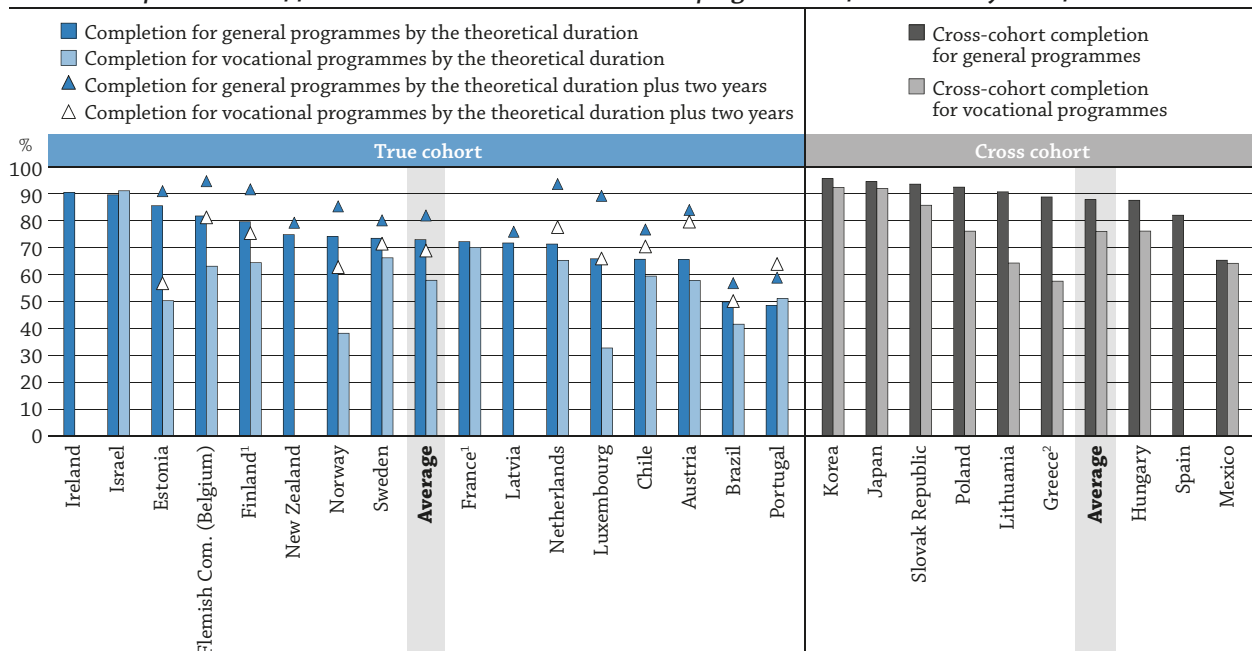 Completion for general programmes by the theoretical duration
Completion for vocational programmes by the theoretical duration
Completion for general programmes by the theoretical duration plus two years
Completion for vocational programmes by the theoretical duration plus two years
Cross-cohort completion
for general programmes
Cross-cohort completion
for vocational programmes
%
True cohort
Cross cohort
100
90
80
70
60
50
40
30
20
10
0
Ireland
Israel
Estonia
Flemish Com. (Belgium)
Finland¹
New Zealand
Norway
Sweden
Average
France¹
Latvia
Netherlands
Luxembourg
Chile
Austria
Brazil
Portugal
Korea
Japan
Slovak Republic
Poland
Lithuania
Greece²
Average
Hungary
Spain
Mexico